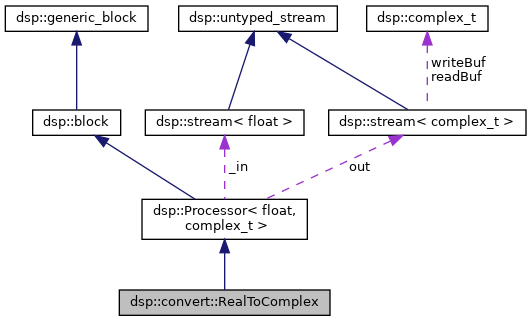 dsp::generic_block
dsp::untyped_stream
dsp::complex_t
writeBuf
readBuf
dsp::block
dsp::stream< float >
dsp::stream< complex_t >
_in
out
dsp::Processor< float,
complex_t >
dsp::convert::RealToComplex